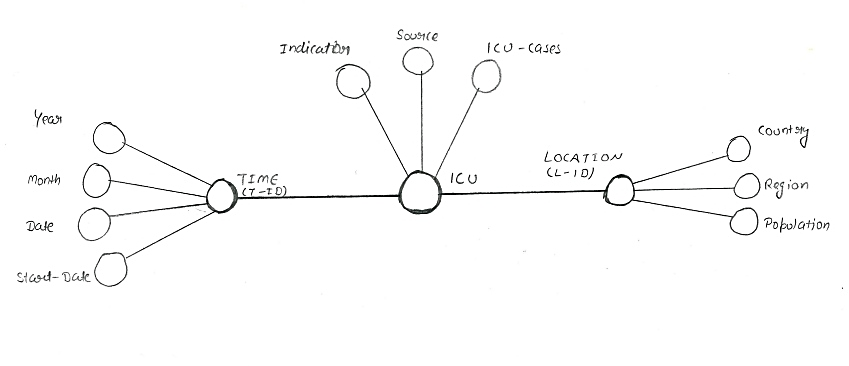 Source
Indication
ICU-Cases
Year
Country
TIME
(T-ID)
ICU
LOCATION
(L-ID)
Month
Region
Date
Population
Start-Date